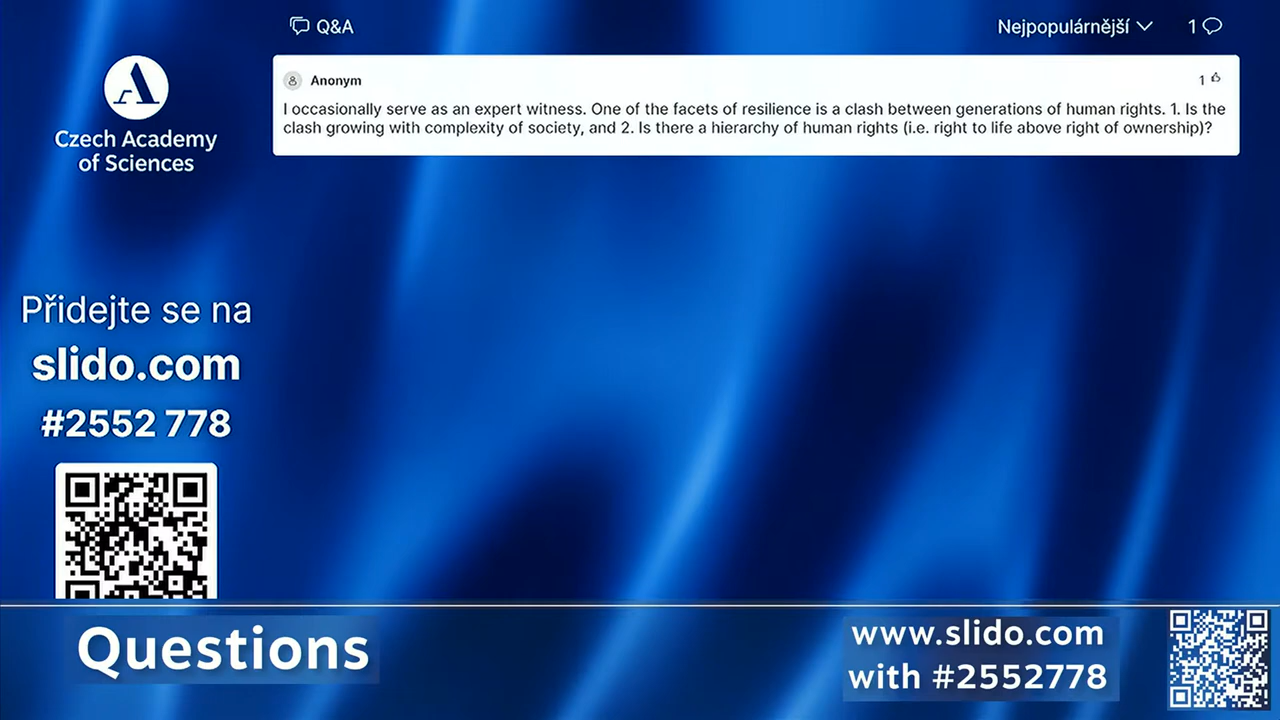 Q&A
Nejpopulárnější
1
Czech Academy
of Sciences
Anonym
1
I occasionally serve as an expert witness. One of the facets of resilience is a clash between generations of human rights. 1. Is the
clash growing with complexity of society, and 2. Is there a hierarchy of human rights (i.e. right to life above right of ownership)?
Přidejte se na
slido.com
#2552 778
Questions
www.slido.com
with #2552778